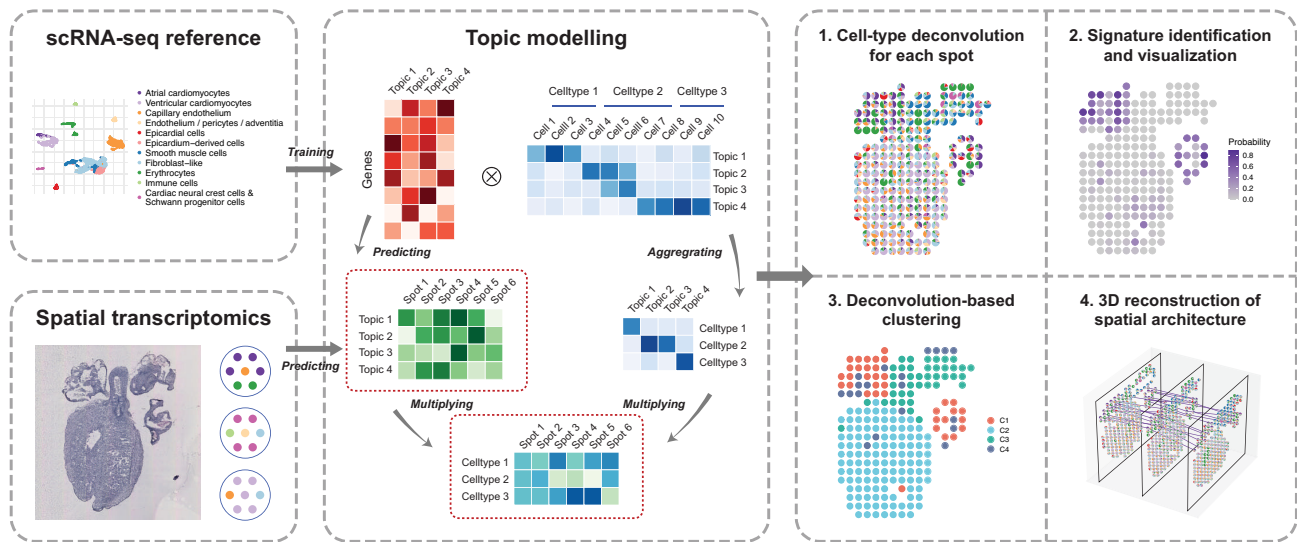 scRNA-seq reference
Atrial cardiomyocytes
Ventricular cardiomyocytes
Capillary endothelium
Endothelium / pericytes / adventitia
Epicardial cells
Epicardium−derived cells
Smooth muscle cells
Fibroblast−like
Erythrocytes
Immune cells
Cardiac neural crest cells &
Schwann progenitor cells
Training
Spatial transcriptomics
Predicting
Topic modelling
Topic 1
Topic 2
Topic 3
Topic 4
Genes
Celltype 1
Celltype 2
Celltype 3
Cell 1
Cell 2
Cell 3
Cell 4
Cell 5
Cell 6
Cell 7
Cell 8
Cell 9
Cell 10
Topic 1
Topic 2
Topic 3
Topic 4
Predicting
Aggregrating
Spot 1
Spot 2
Spot 3
Spot 4
Spot 5
Spot 6
Topic 1
Topic 2
Topic 3
Topic 4
Topic 1
Topic 2
Topic 3
Topic 4
Celltype 1
Celltype 2
Celltype 3
Multiplying
Multiplying
Spot 1
Spot 2
Spot 3
Spot 4
Spot 5
Spot 6
Celltype 1
Celltype 2
Celltype 3
1. Cell-type deconvolution
for each spot
2. Signature identification
and visualization
Probability
0.8
0.6
0.4
0.2
0.0
3. Deconvolution-based
clustering
C1
C2
C3
C4
4. 3D reconstruction of
spatial architecture